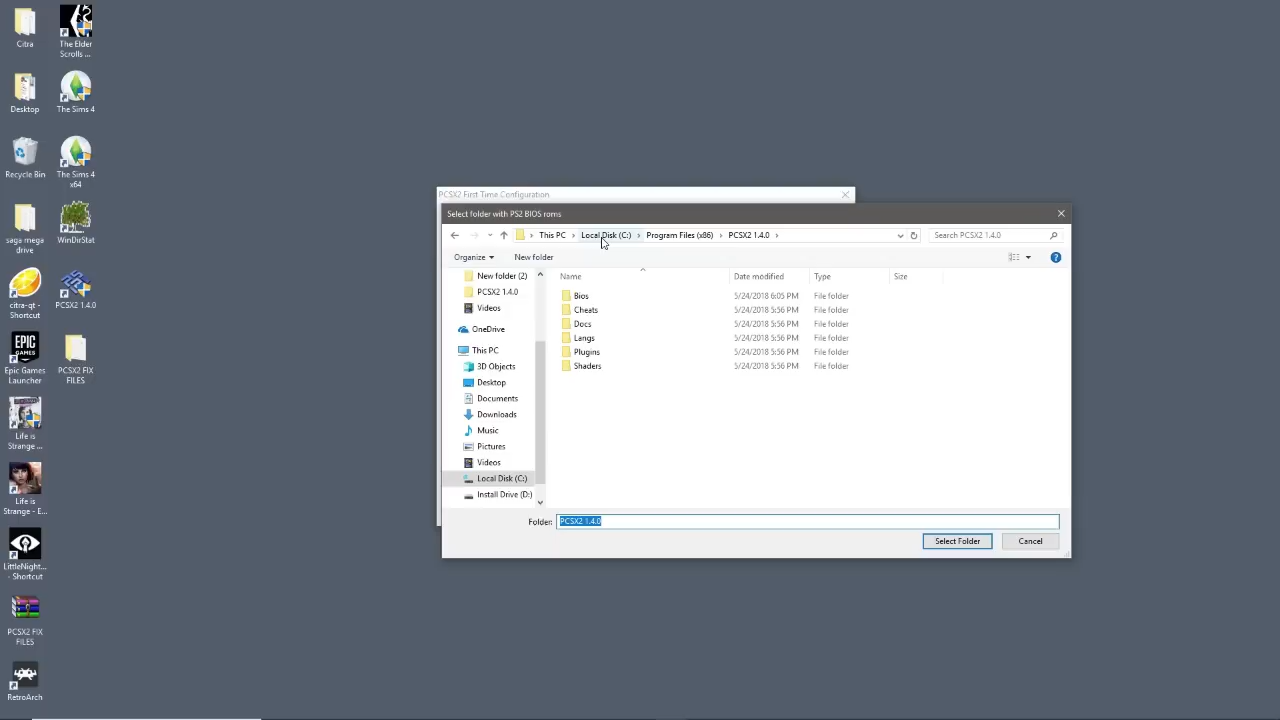 Citra
The Elder
Scrolls ...
Desktop
The Sims 4
Recycle Bin
The Sims 4
x64
saga mega
drive
WinDirStat
citra-qt -
Shortcut
PCSX2 1.4.0
EPIC
GAMES
Epic Games
Launcher
PCSX2 FIX
FILES
Life is
Strange ...
Life is
Strange - E...
LittleNight...
- Shortcut
PCSX2 FIX
FILES
RetroArch
PCSX2 First Time Configuration
Select folder with PS2 BIOS roms
This PC > Local Disk (C:) > Program Files (x86) > PCSX2 1.4.0 >
Search PCSX2 1.4.0
Organize
New folder
New folder (2)
PCSX2 1.4.0
Videos
OneDrive
This PC
3D Objects
Desktop
Documents
Downloads
Music
Pictures
Videos
Local Disk (C:)
Install Drive (D:)
Name Date modified Type Size
Bios 5/24/2018 6:05 PM File folder
Cheats 5/24/2018 5:56 PM File folder
Docs 5/24/2018 5:56 PM File folder
Langs 5/24/2018 5:56 PM File folder
Plugins 5/24/2018 5:56 PM File folder
Shaders 5/24/2018 5:56 PM File folder
Folder: PCSX2 1.4.0
Select Folder
Cancel